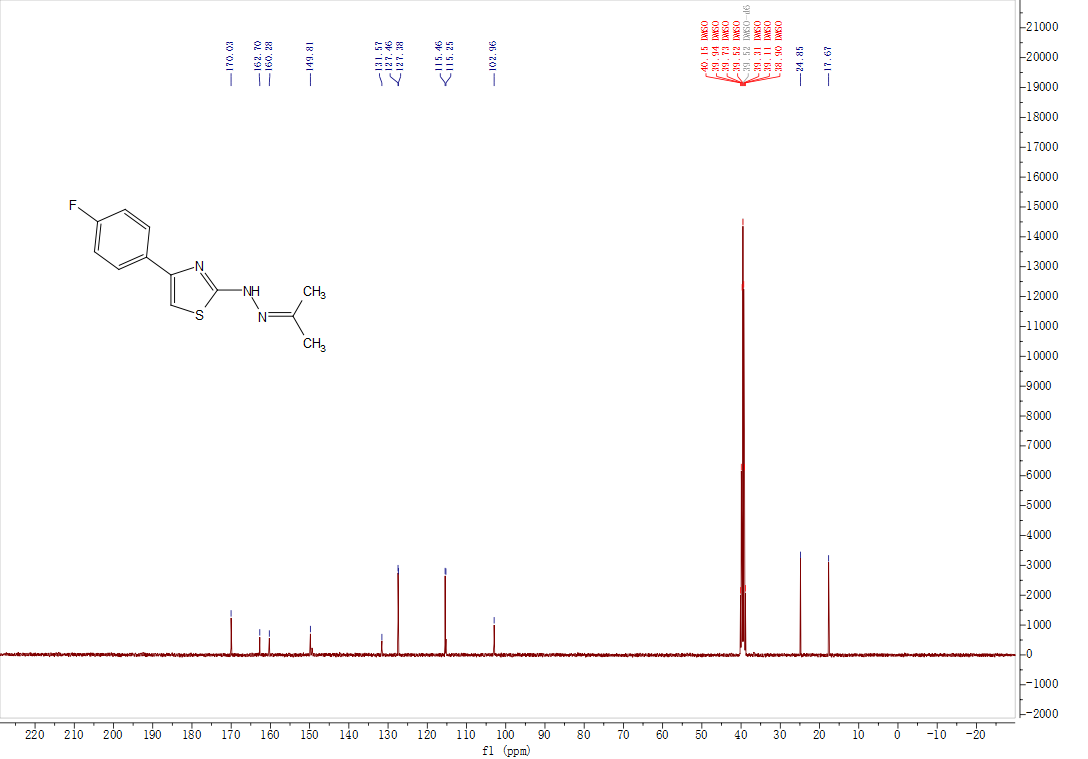 170.03
162.70
160.28
149.81
131.57
127.46
127.38
115.46
115.25
102.96
40.15 DMSO
39.94 DMSO
39.73 DMSO
39.52 DMSO
39.52 DMSO-d6
39.31 DMSO
39.11 DMSO
38.90 DMSO
24.85
17.67
21000
20000
19000
18000
17000
16000
15000
14000
13000
12000
11000
10000
9000
8000
7000
6000
5000
4000
3000
2000
1000
0
-1000
-2000
F
N
NH
S
N
CH3
CH3
220 210 200 190 180 170 160 150 140 130 120 110 100 90 80 70 60 50 40 30 20 10 0 -10 -20
f1 (ppm)